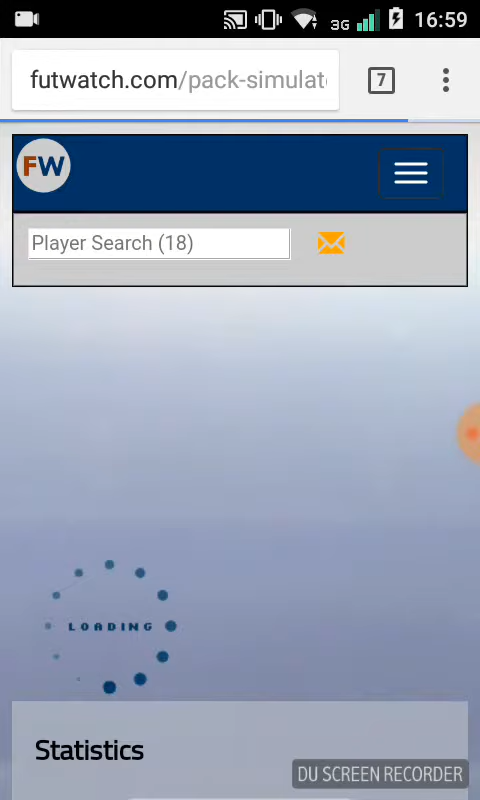 3G 16:59
futwatch.com/pack-simulat
7
FW
Player Search (18)
LOADING
Statistics
DU SCREEN RECORDER